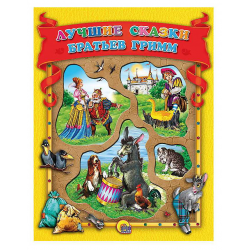 ЛУЧШИЕ СКАЗКИ
БРАТЬЕВ ГРИММ